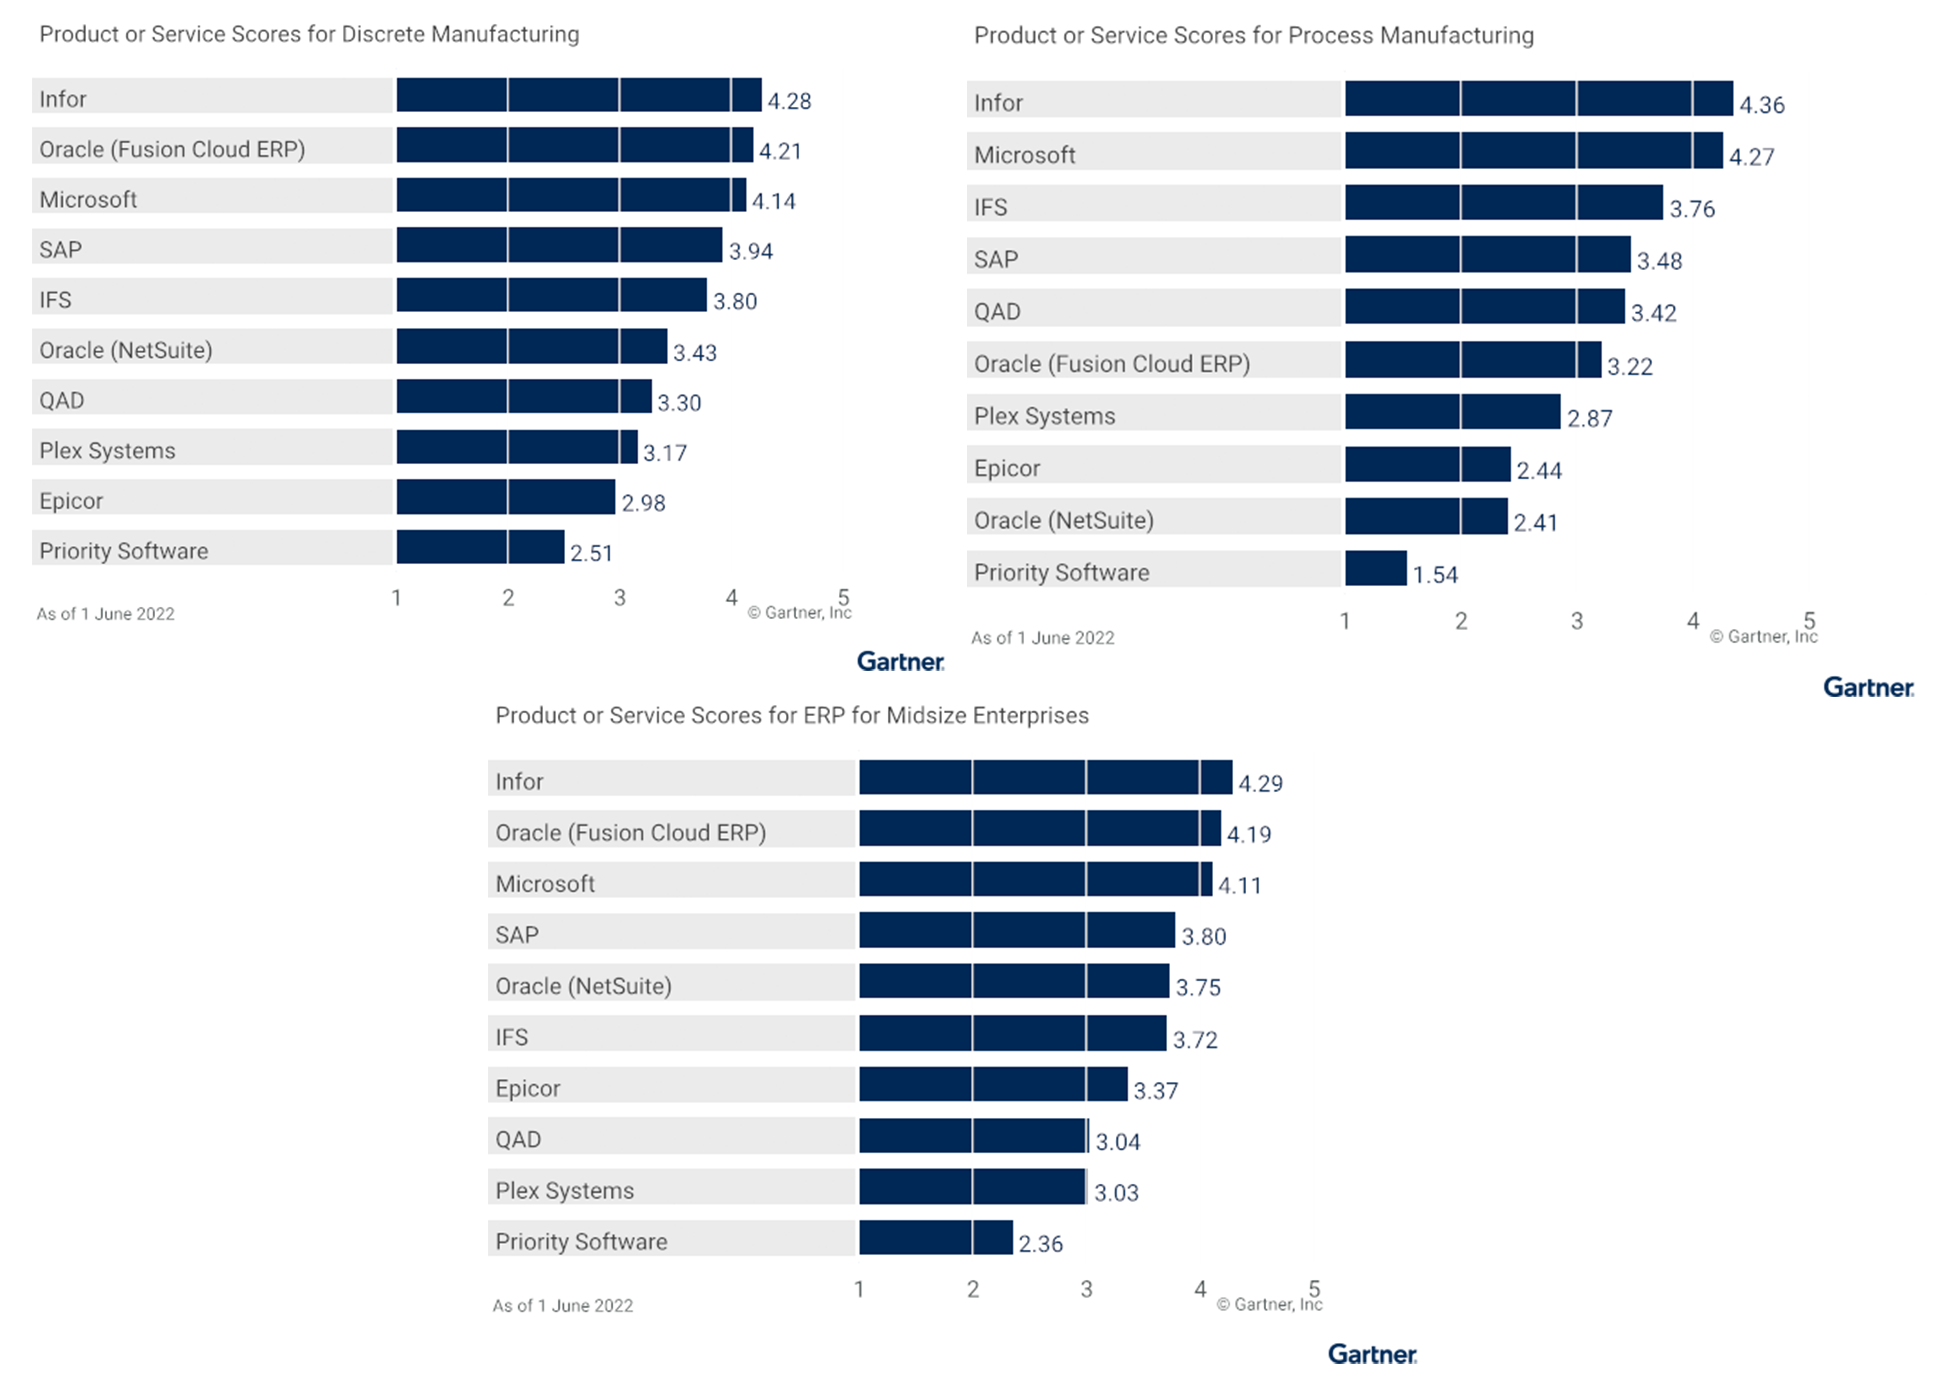 Product or Service Scores for Discrete Manufacturing
Infor 4.28
Oracle (Fusion Cloud ERP) 4.21
Microsoft 4.14
SAP 3.94
IFS 3.80
Oracle (NetSuite) 3.43
QAD 3.30
Plex Systems 3.17
Epicor 2.98
Priority Software 2.51
1 2 3 4 5
As of 1 June 2022 © Gartner, Inc
Gartner.
Product or Service Scores for Process Manufacturing
Infor 4.36
Microsoft 4.27
IFS 3.76
SAP 3.48
QAD 3.42
Oracle (Fusion Cloud ERP) 3.22
Plex Systems 2.87
Epicor 2.44
Oracle (NetSuite) 2.41
Priority Software 1.54
1 2 3 4 5
As of 1 June 2022 © Gartner, Inc
Gartner.
Product or Service Scores for ERP for Midsize Enterprises
Infor 4.29
Oracle (Fusion Cloud ERP) 4.19
Microsoft 4.11
SAP 3.80
Oracle (NetSuite) 3.75
IFS 3.72
Epicor 3.37
QAD 3.04
Plex Systems 3.03
Priority Software 2.36
1 2 3 4 5
As of 1 June 2022 © Gartner, Inc
Gartner.